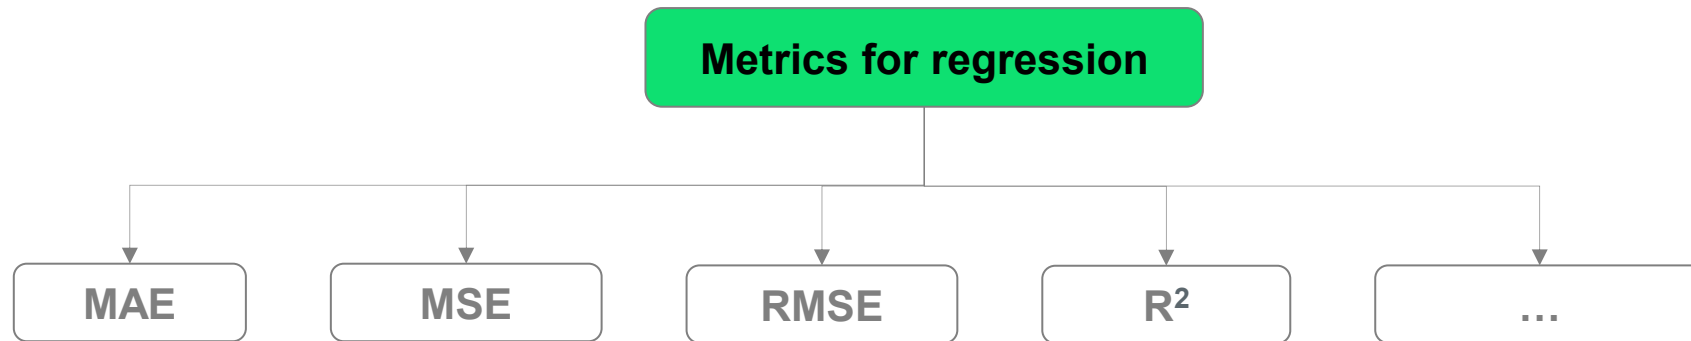 Metrics for regression
MAE
MSE
RMSE
R²
…